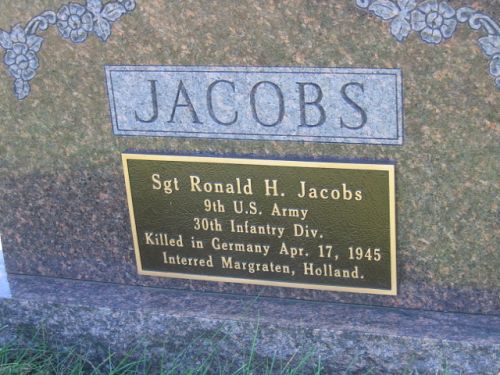 JACOBS
Sgt Ronald H. Jacobs
9th U.S. Army
30th Infantry Div.
Killed in Germany Apr. 17, 1945
Interred Margraten, Holland.